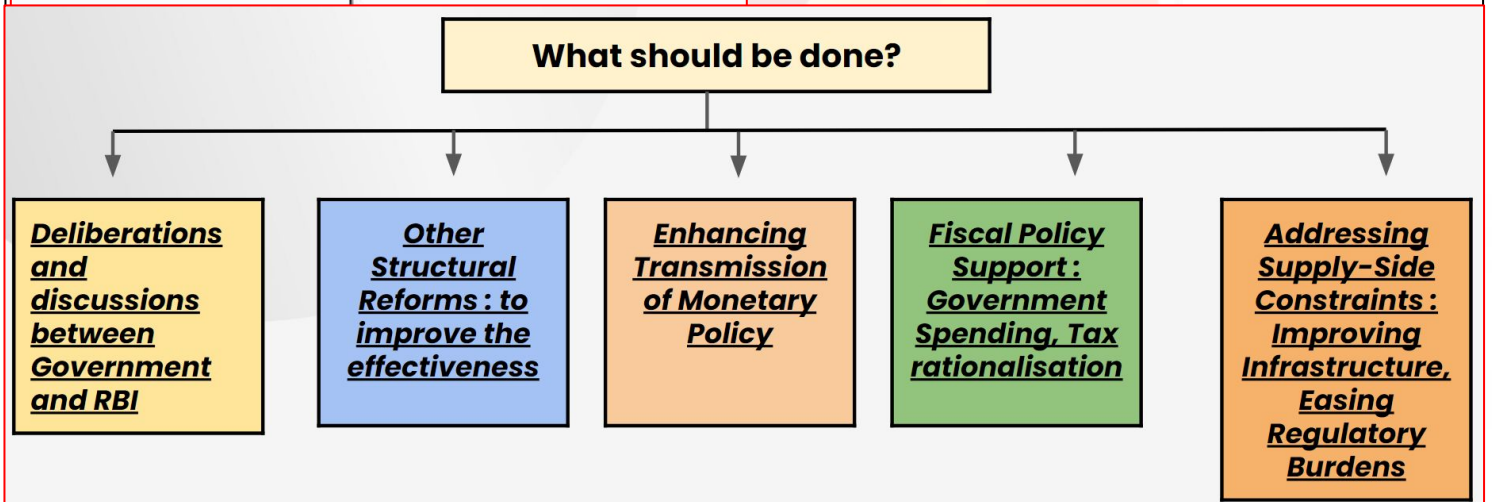 What should be done?
Deliberations
and
discussions
between
Government
and RBI
Other
Structural
Reforms : to
improve the
effectiveness
Enhancing
Transmission
of Monetary
Policy
Fiscal Policy
Support :
Government
Spending, Tax
rationalisation
Addressing
Supply-Side
Constraints :
Improving
Infrastructure,
Easing
Regulatory
Burdens